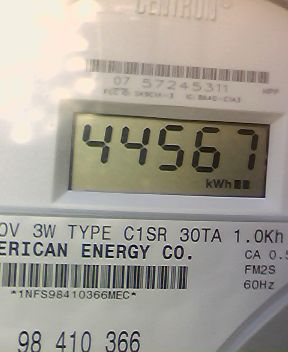 CENTRON®
07 57245311
44567
kWh
0V 3W TYPE C1SR 30TA 1.0Kh
ERICAN ENERGY CO.
CA 0.5
FM2S
60Hz
*1NFS98410366MEC*
98 410 366